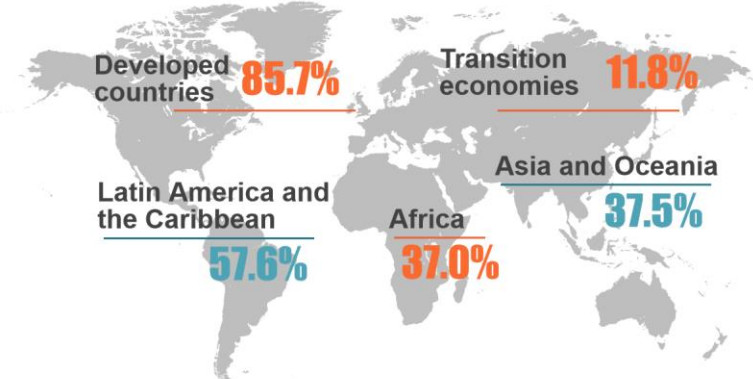 Developed
countries
85.7%
Transition
economies
11.8%
Latin America and
the Caribbean
57.6%
Africa
37.0%
Asia and Oceania
37.5%